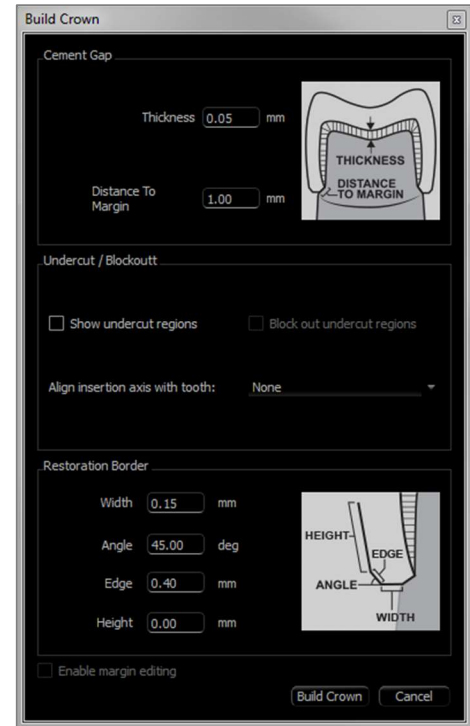 Build Crown
Cement Gap
Thickness 0.05 mm
THICKNESS
DISTANCE
TO MARGIN
Distance To
Margin
1.00 mm
Undercut / Blockoutt
Show undercut regions
Block out undercut regions
Align insertion axis with tooth: None
Restoration Border
Width 0.15 mm
Angle 45.00 deg
Edge 0.40 mm
Height 0.00 mm
HEIGHT
EDGE
ANGLE
WIDTH
Enable margin editing
Build Crown Cancel